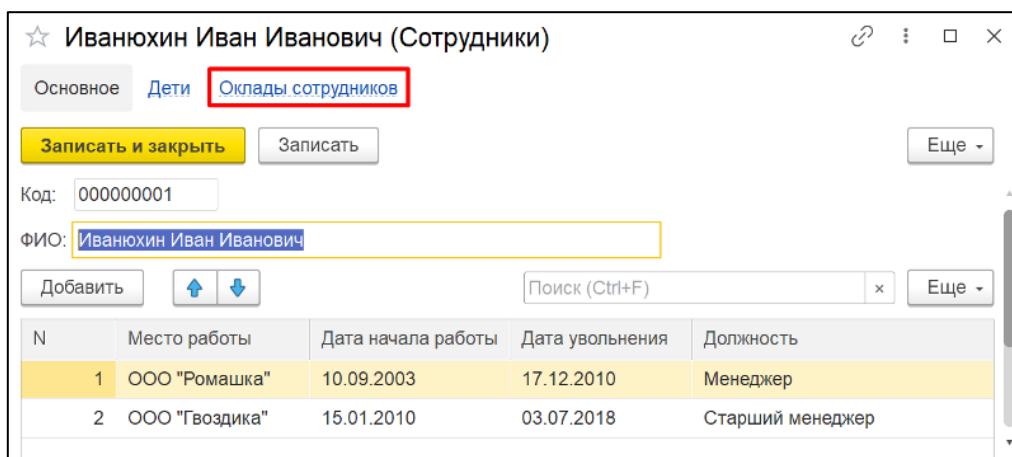 Иванюхин Иван Иванович (Сотрудники)
Основное Дети Оклады сотрудников
Записать и закрыть Записать Еще
Код: 000000001
ФИО: Иванюхин Иван Иванович
Добавить Поиск (Ctrl+F) × Еще
N Место работы Дата начала работы Дата увольнения Должность
1 ООО "Ромашка" 10.09.2003 17.12.2010 Менеджер
2 ООО "Гвоздика" 15.01.2010 03.07.2018 Старший менеджер